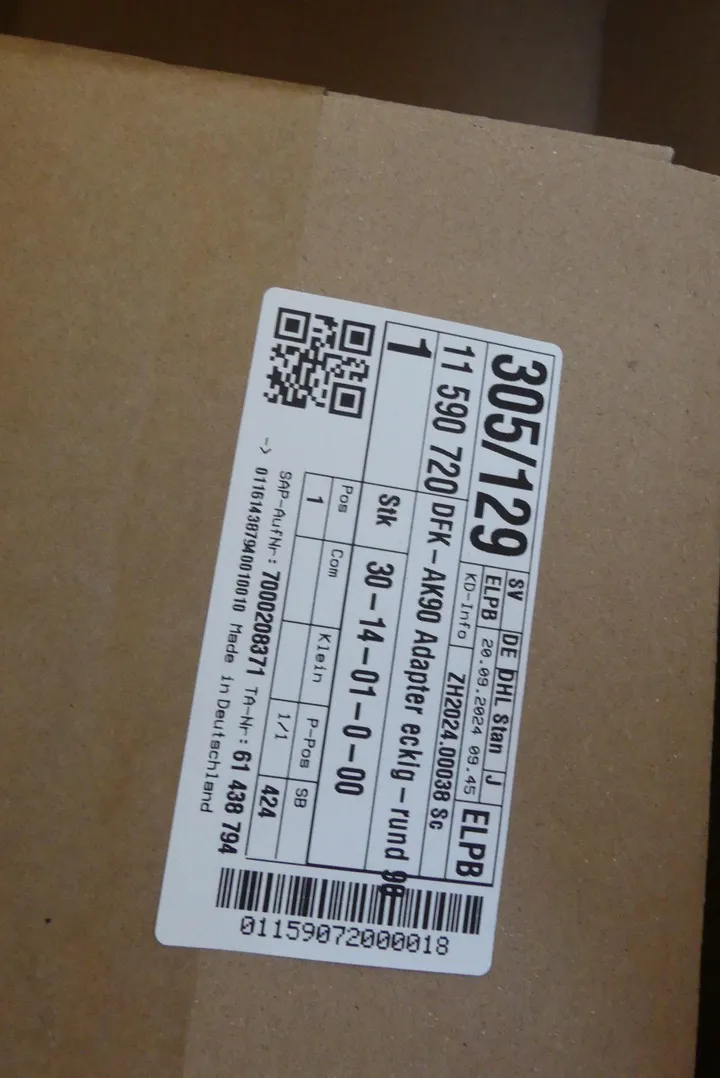 305/129
SV DE DHL Stan J
ELPB 20.09.2024 09.45 ELPB
KD-Info ZH2024.00038 Sc
11 590 720 DFK-AK90 Adapter eckig-rund 90
1 Stk 30-14-01-0-00
Pos Com Klein P-Pos SB
1 1/1 424
SAP-AufNr: 7000208371 TA-Nr: 61 438 794
-> 011614387940010010 Made in Deutschland
01159072000018